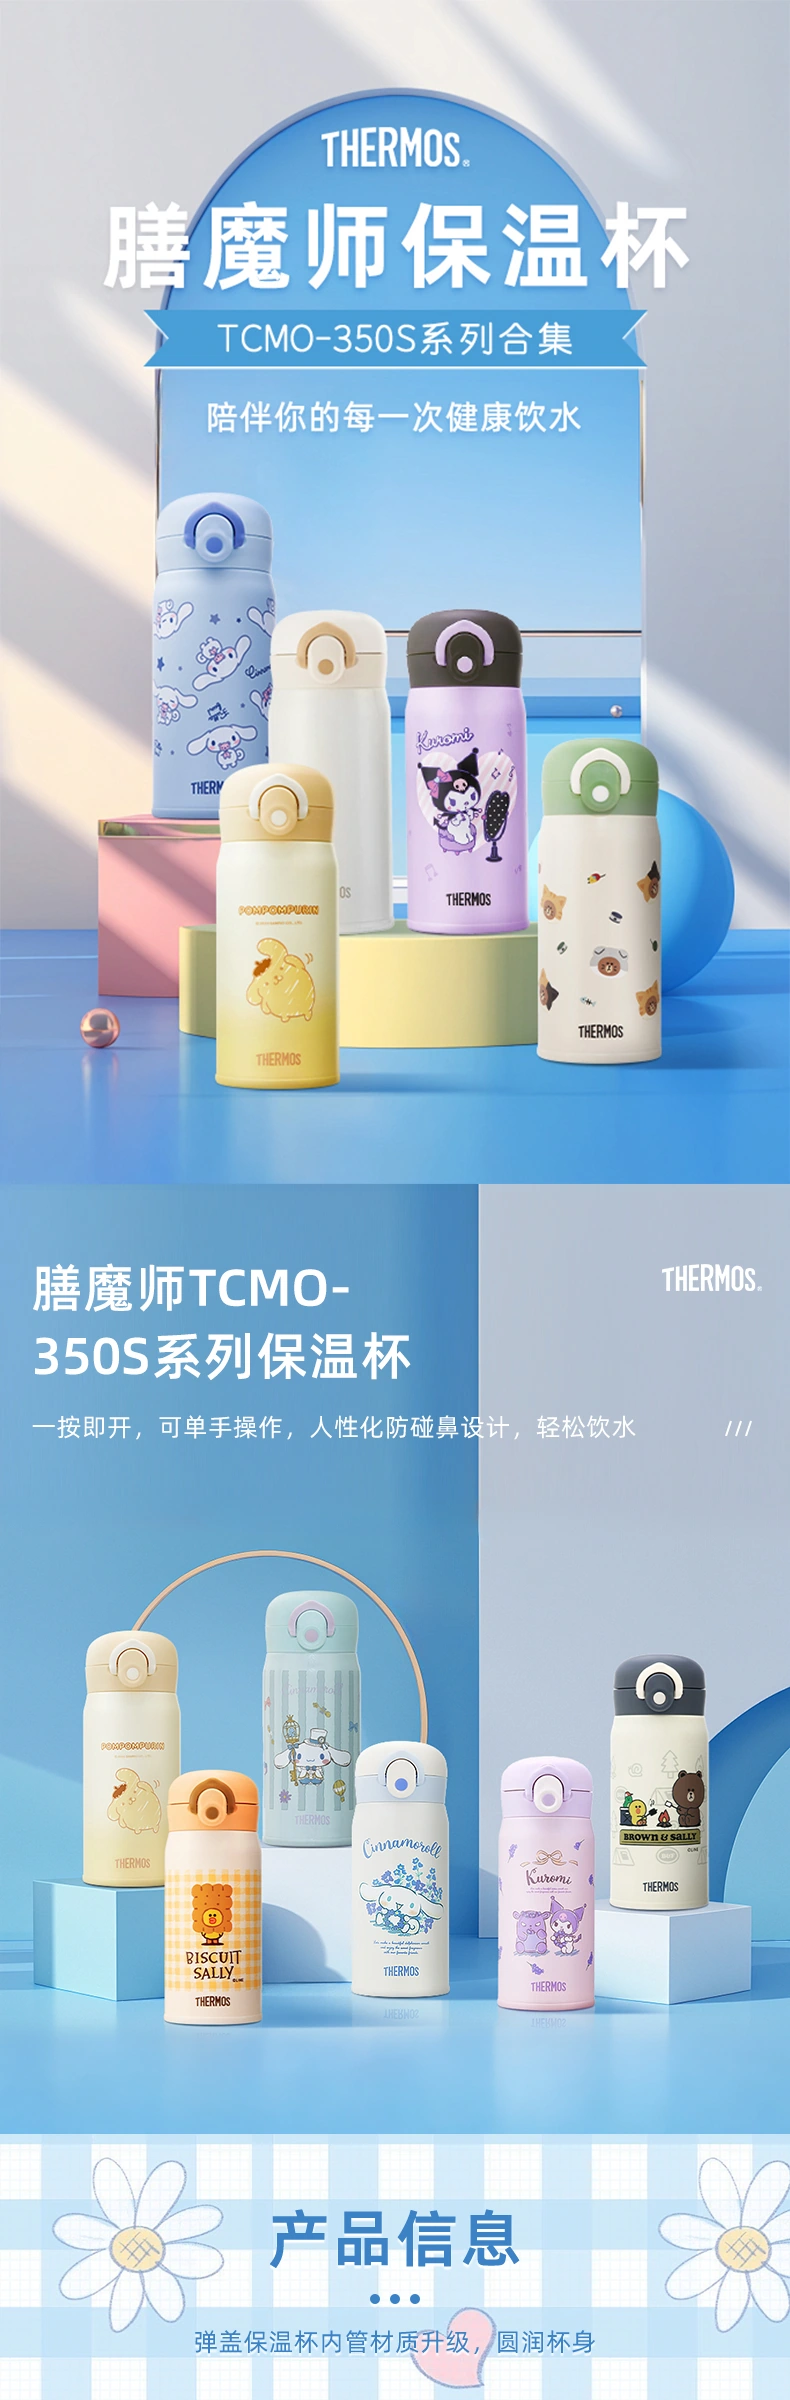 THERMOS®
膳魔师保温杯
TCMO-350S系列合集
陪伴你的每一次健康饮水
THERM
OS
Kuromi
THERMOS
POMPOMPURIN
THERMOS
THERMOS
膳魔师TCMO-
350S系列保温杯
THERMOS®
一按即开，可单手操作，人性化防碰鼻设计，轻松饮水
///
POMPOMPURIN
THERMOS
Cinnamoroll
THERMOS
BISCUIT
SALLY
THERMOS
Cinnamoroll
THERMOS
Kuromi
THERMOS
BROWN & SALLY
©LINE
THERMOS
产品信息
弹盖保温杯内管材质升级，圆润杯身